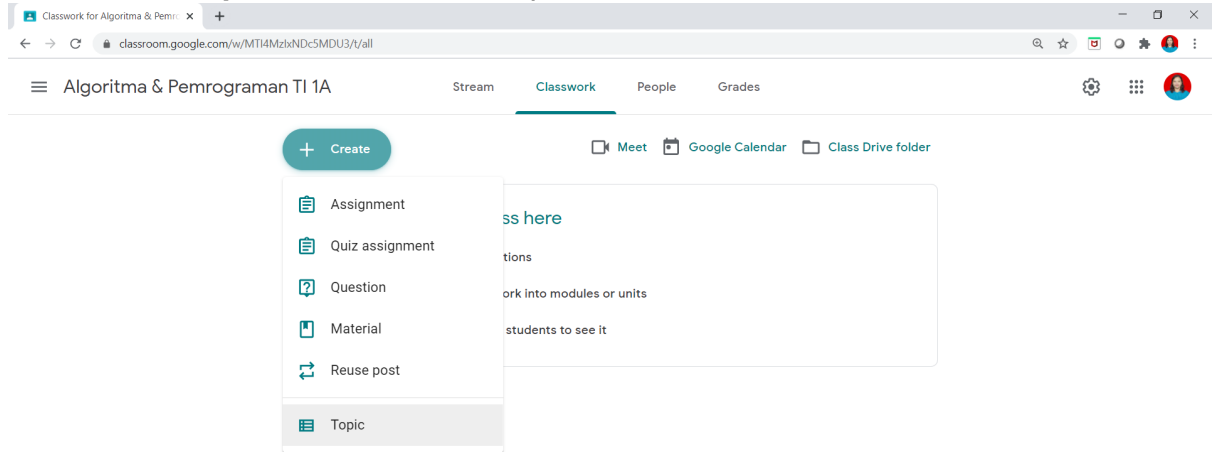 Classwork for Algoritma & Pemro
classroom.google.com/w/MTI4MzIxNDc5MDU3/t/all
Algoritma & Pemrograman TI 1A
Stream Classwork People Grades
Create
Meet Google Calendar Class Drive folder
Assignment
ss here
Quiz assignment
tions
Question
ork into modules or units
Material
students to see it
Reuse post
Topic